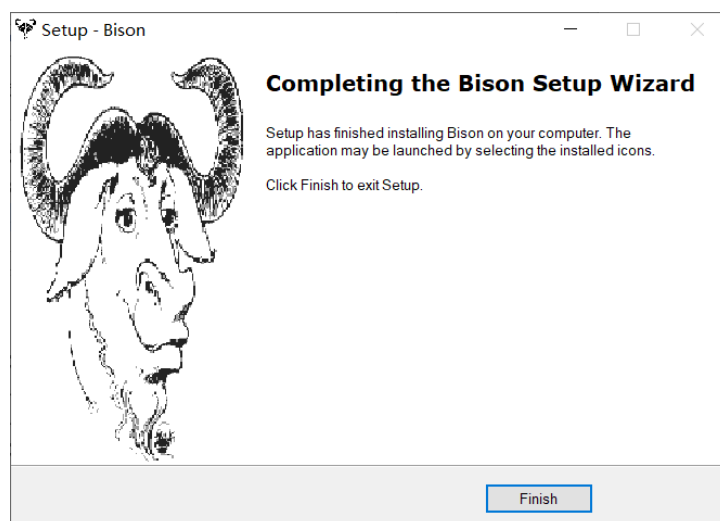 Setup - Bison
Completing the Bison Setup Wizard
Setup has finished installing Bison on your computer. The
application may be launched by selecting the installed icons.
Click Finish to exit Setup.
Finish